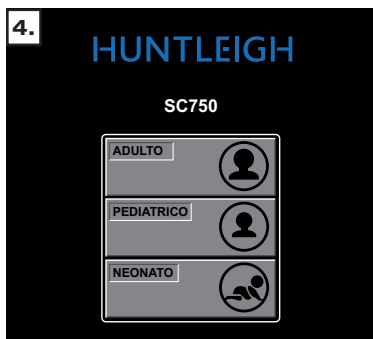 4.
HUNTLEIGH
SC750
ADULTO
PEDIATRICO
NEONATO